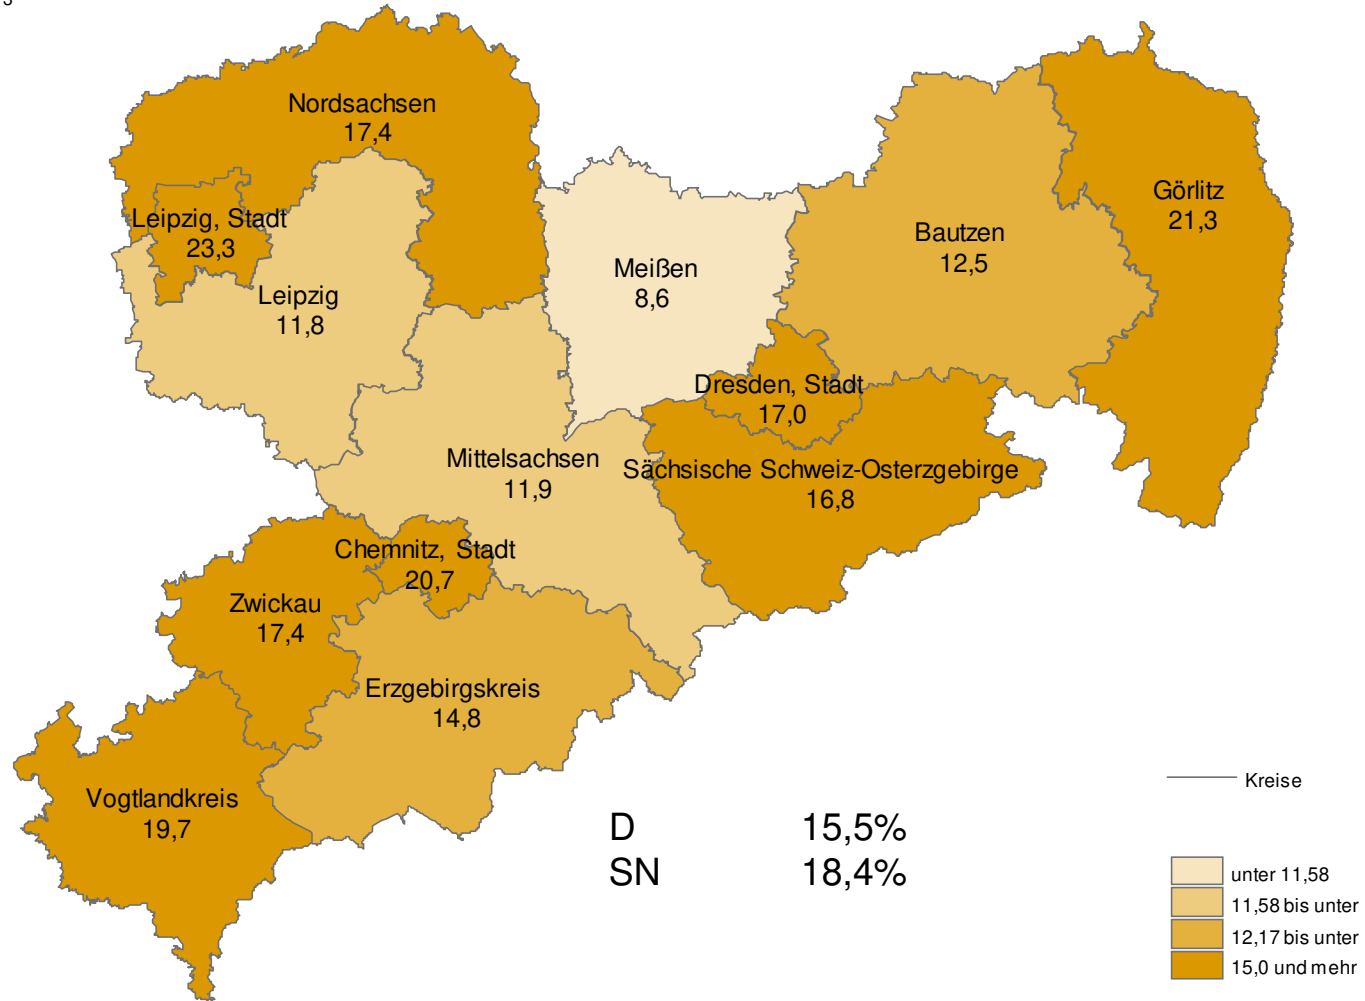 Nordsachsen
17,4
Görlitz
21,3
Leipzig, Stadt
23,3
Bautzen
12,5
Meißen
8,6
Leipzig
11,8
Dresden, Stadt
17,0
Mittelsachsen
11,9
Sächsische Schweiz-Osterzgebirge
16,8
Chemnitz, Stadt
20,7
Zwickau
17,4
Erzgebirgskreis
14,8
Vogtlandkreis
19,7
Kreise
D 15,5%
SN 18,4%
unter 11,58
11,58 bis unter
12,17 bis unter
15,0 und mehr